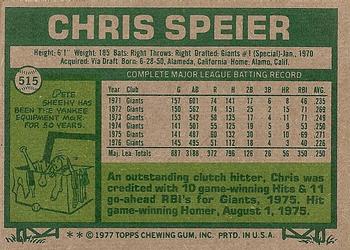 CHRIS SPEIER
515
Height: 6'1" Weight: 185 Bats: Right Throws: Right Drafted: Giants #1 (Special)-Jan., 1970
Acquired: Via Draft Born: 6-28-50, Alameda, California Home: Alamo, Calif.
COMPLETE MAJOR LEAGUE BATTING RECORD
PETE SHEEHY HAS BEEN THE YANKEE EQUIPMENT MGR. FOR 50 YEARS.
Year Club G AB R H 2B 3B HR RBI AVG.
1971 Giants 157 601 74 141 17 6 8 46 .235
1972 Giants 150 562 74 151 25 2 15 71 .269
1973 Giants 153 542 58 135 17 4 11 71 .249
1974 Giants 141 501 55 125 19 5 9 53 .250
1975 Giants 141 487 60 132 30 5 10 69 .271
1976 Giants 145 495 51 112 18 4 3 40 .226
Maj. Lea. Totals 887 3188 372 796 126 26 56 350 .250
An outstanding clutch hitter, Chris was
credited with 10 game-winning Hits & 11
go-ahead RBI's for Giants, 1975. Hit
game-winning Homer, August 1, 1975.
** © 1977 TOPPS CHEWING GUM, INC. PRTD. IN U.S.A.